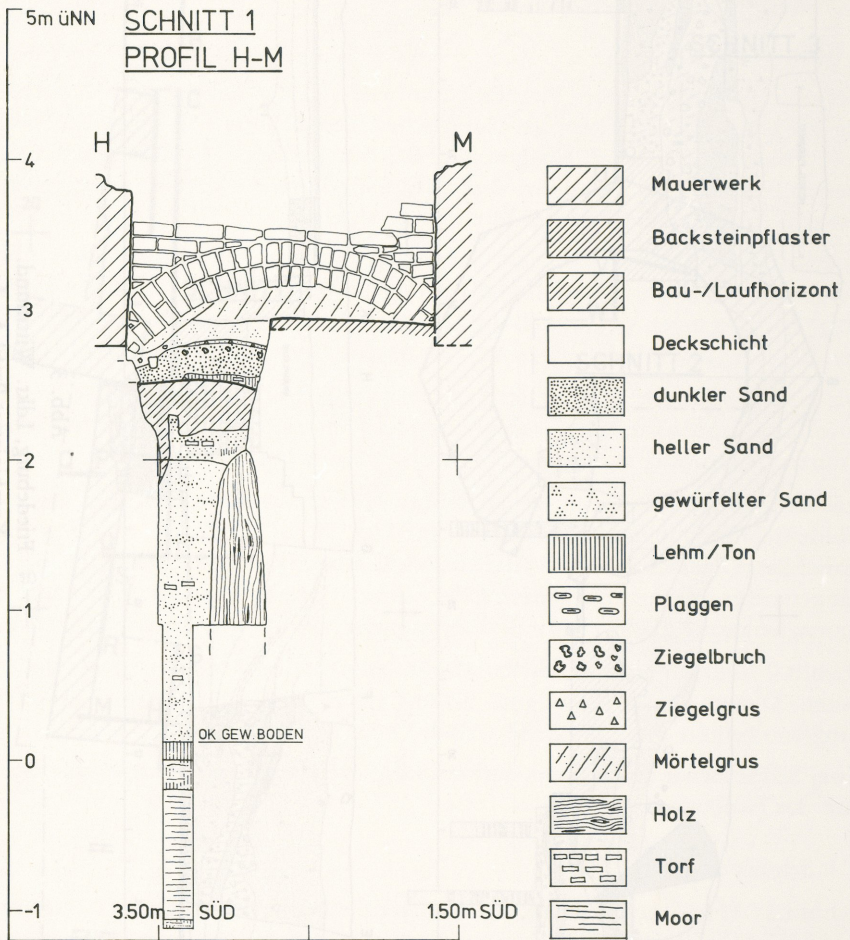 5m üNN
SCHNITT 1
PROFIL H-M
H
M
4
3
2
1
0
-1
OK GEW. BODEN
3.50m SÜD
1.50m SÜD
Mauerwerk
Backsteinpflaster
Bau-/Laufhorizont
Deckschicht
dunkler Sand
heller Sand
gewürfelter Sand
Lehm/Ton
Plaggen
Ziegelbruch
Ziegelgrus
Mörtelgrus
Holz
Torf
Moor
SCHNITT 3